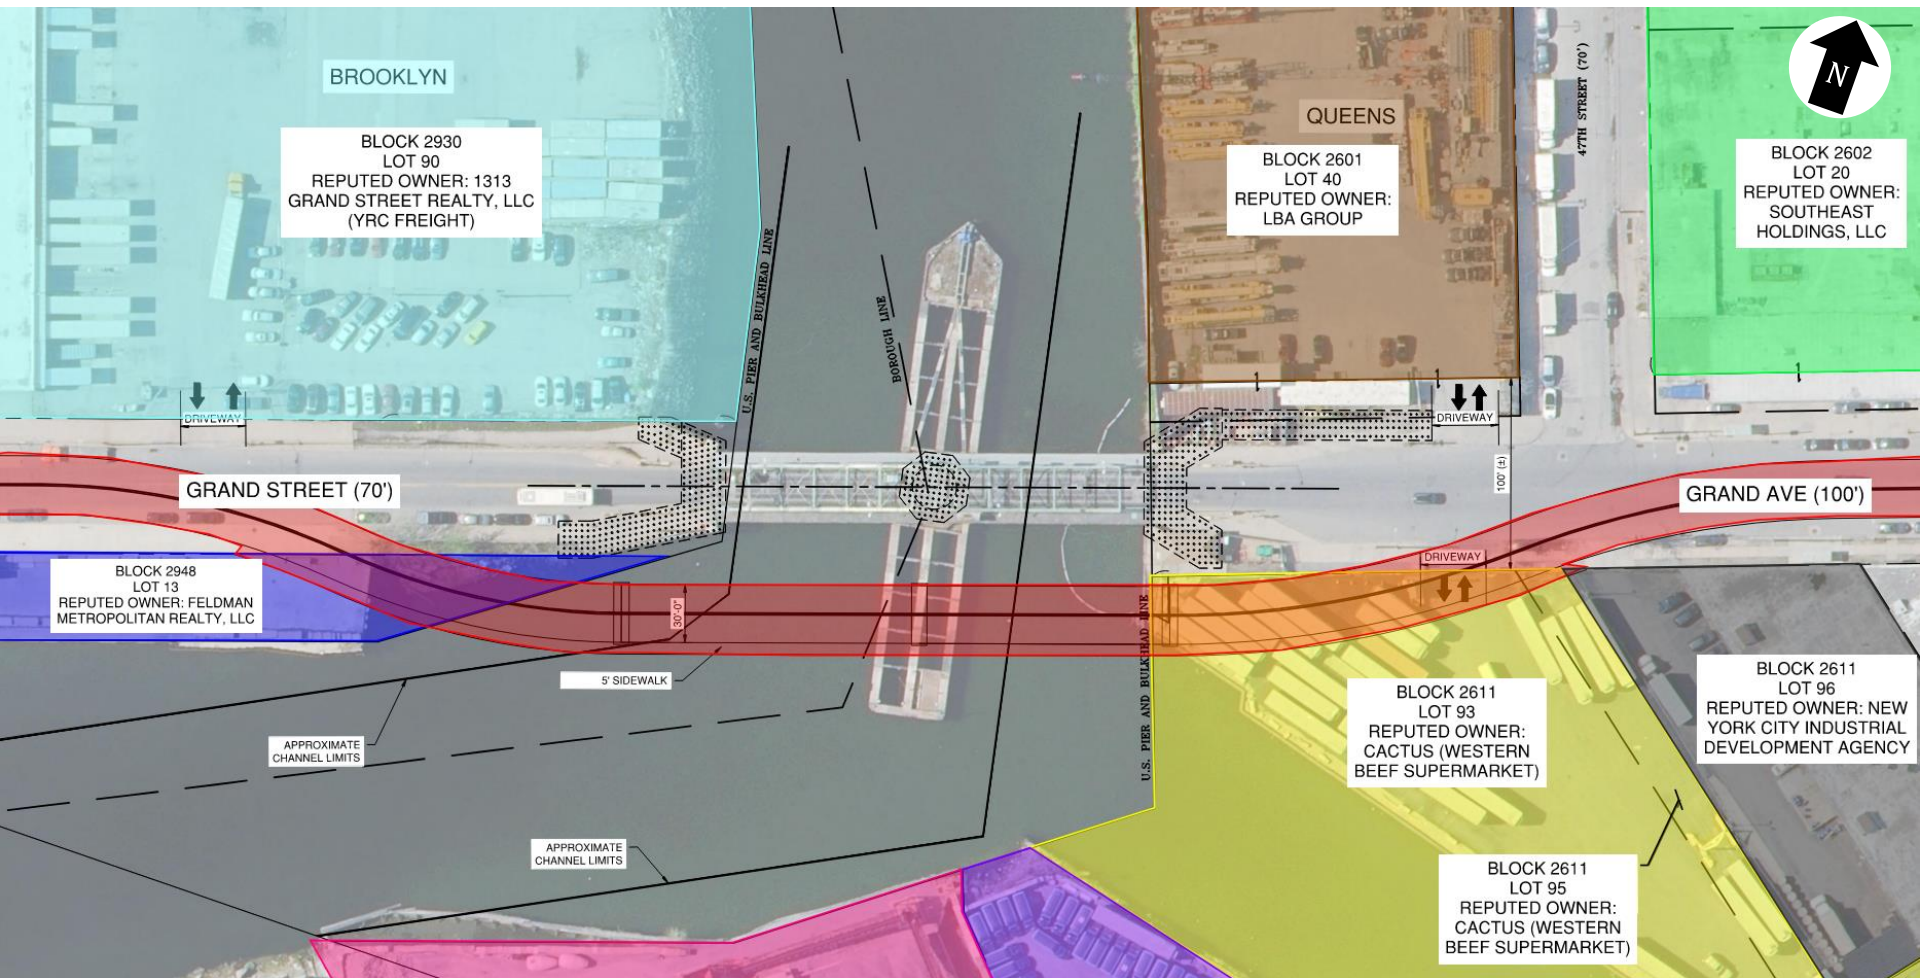 BROOKLYN
BLOCK 2930
LOT 90
REPUTED OWNER: 1313
GRAND STREET REALTY, LLC
(YRC FREIGHT)
QUEENS
BLOCK 2601
LOT 40
REPUTED OWNER:
LBA GROUP
47TH STREET (70')
N
BLOCK 2602
LOT 20
REPUTED OWNER:
SOUTHEAST
HOLDINGS, LLC
U.S. PIER AND BULKHEAD LINE
BOROUGH LINE
DRIVEWAY
DRIVEWAY
100' (±)
GRAND STREET (70')
GRAND AVE (100')
DRIVEWAY
BLOCK 2948
LOT 13
REPUTED OWNER: FELDMAN
METROPOLITAN REALTY, LLC
30'-0"
5' SIDEWALK
U.S. PIER AND BULKHEAD LINE
APPROXIMATE
CHANNEL LIMITS
APPROXIMATE
CHANNEL LIMITS
BLOCK 2611
LOT 93
REPUTED OWNER:
CACTUS (WESTERN
BEEF SUPERMARKET)
BLOCK 2611
LOT 96
REPUTED OWNER: NEW
YORK CITY INDUSTRIAL
DEVELOPMENT AGENCY
BLOCK 2611
LOT 95
REPUTED OWNER:
CACTUS (WESTERN
BEEF SUPERMARKET)